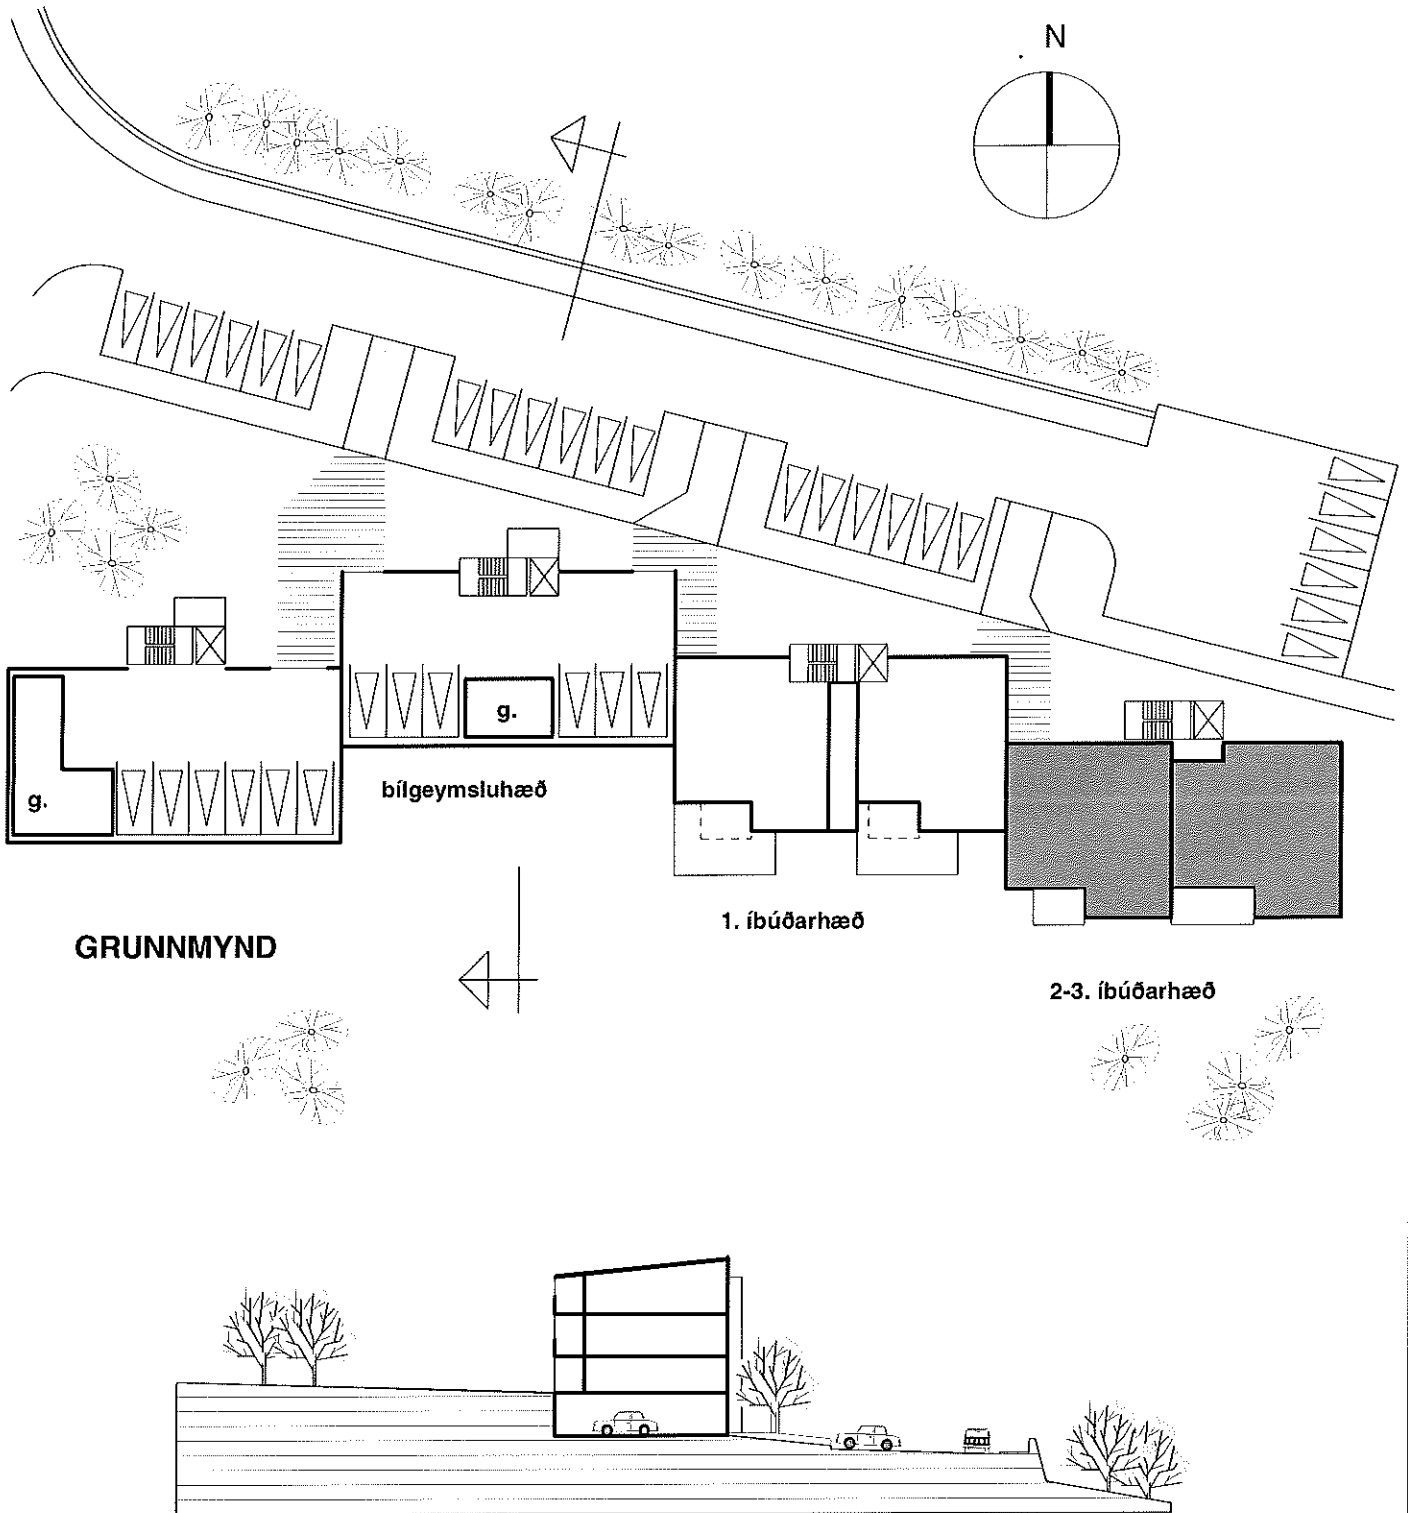 N
g.
bílgeymsluhæð
g.
1. íbúðarhæð
GRUNNMYND
2-3. íbúðarhæð